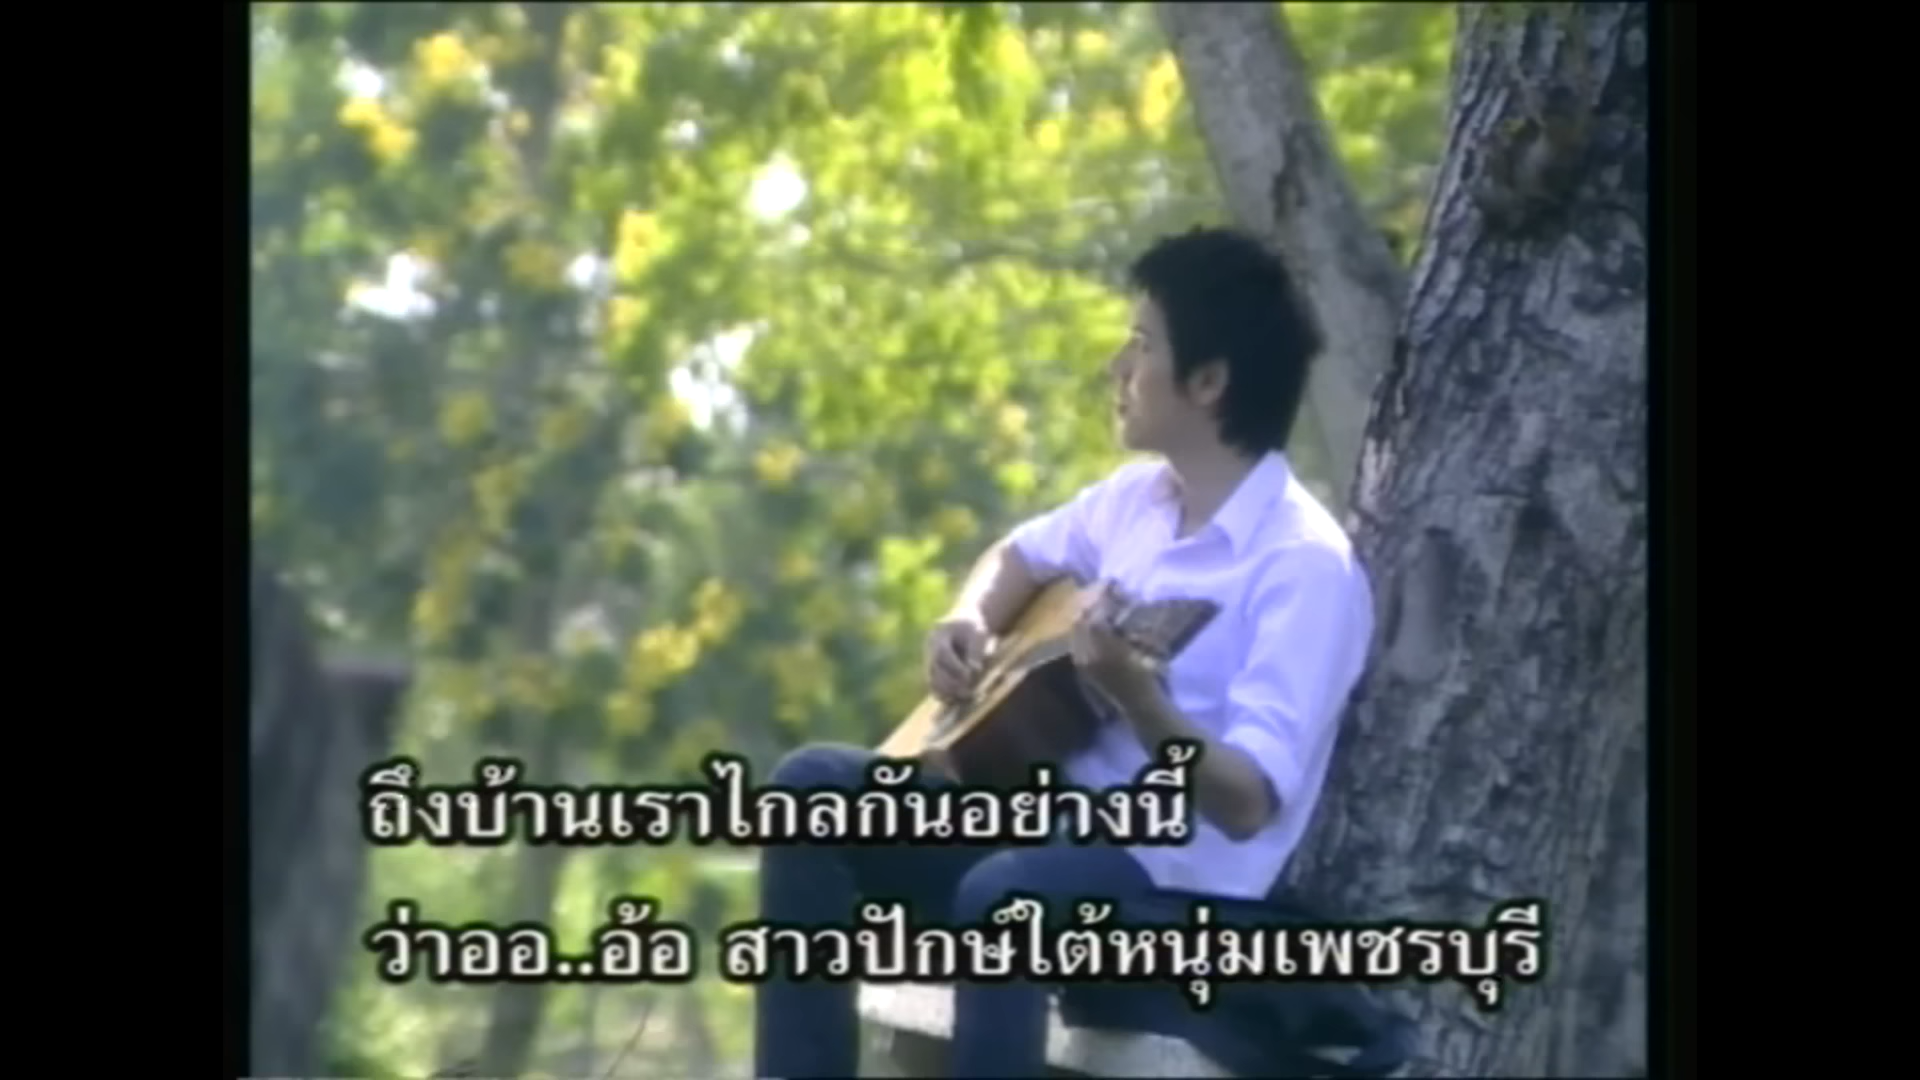 ถึงบ้านเราไกลกันอย่างนี้
ว่าออ..อ้อ สาวปักษ์ใต้หนุ่มเพชรบุรี